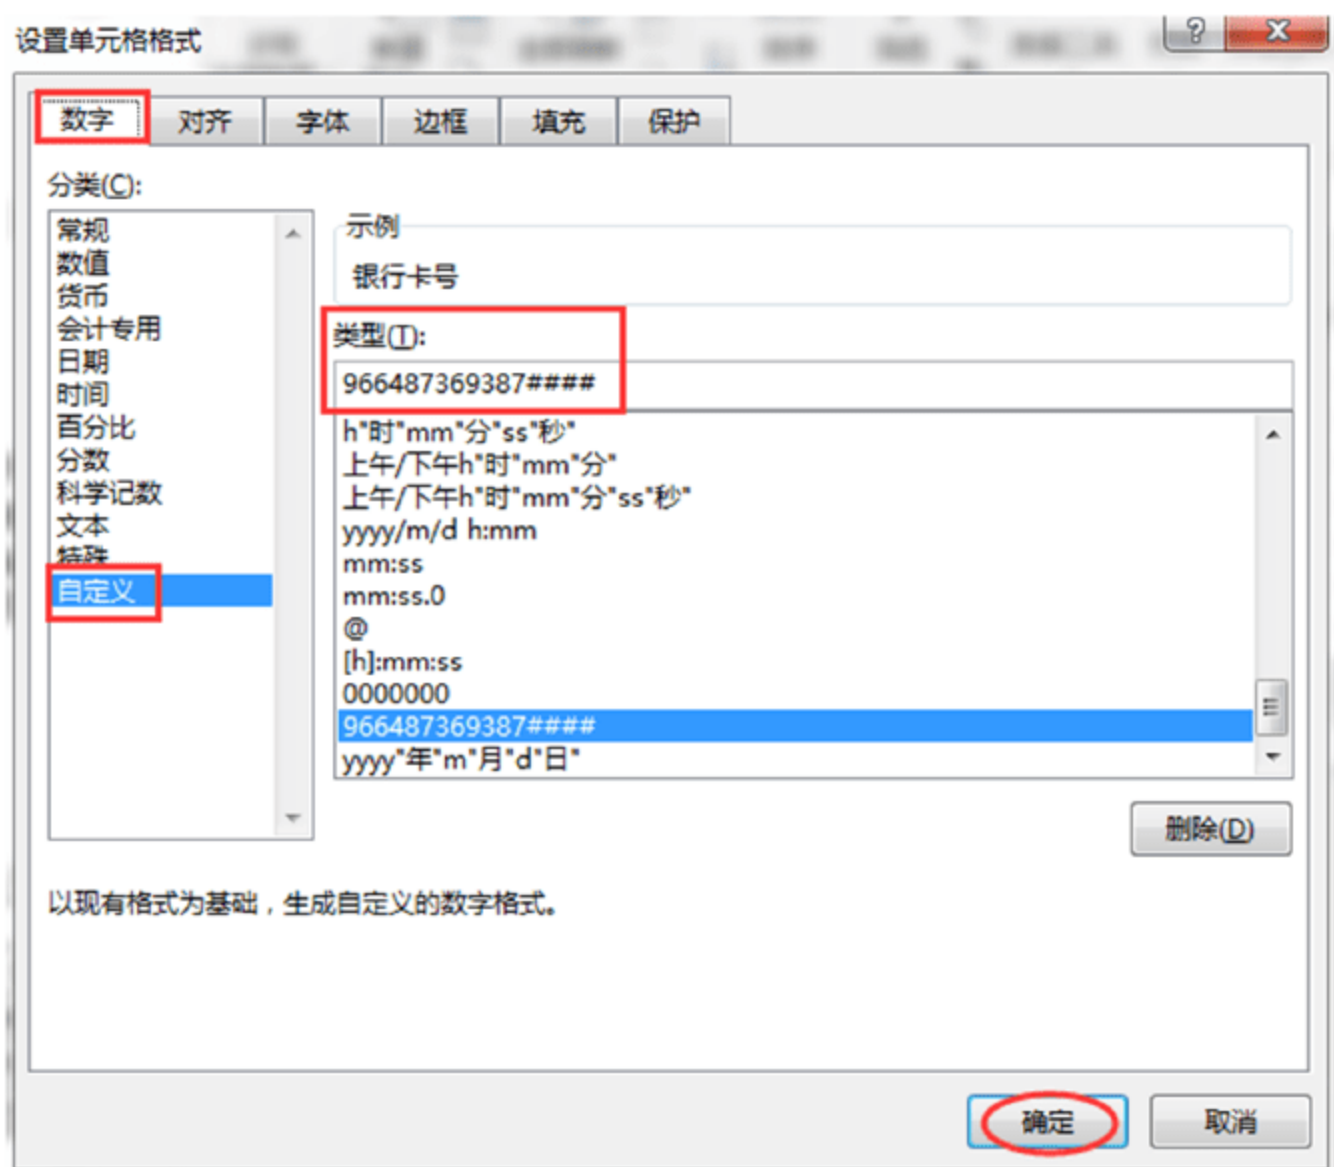 设置单元格格式
数字 对齐 字体 边框 填充 保护
分类(C):
常规
数值
货币
会计专用
日期
时间
百分比
分数
科学记数
文本
特殊
自定义
示例
银行卡号
类型(T):
966487369387####
h"时"mm"分"ss"秒"
上午/下午h"时"mm"分"
上午/下午h"时"mm"分"ss"秒"
yyyy/m/d h:mm
mm:ss
mm:ss.0
@
[h]:mm:ss
0000000
966487369387####
yyyy"年"m"月"d"日"
删除(D)
以现有格式为基础，生成自定义的数字格式。
确定 取消